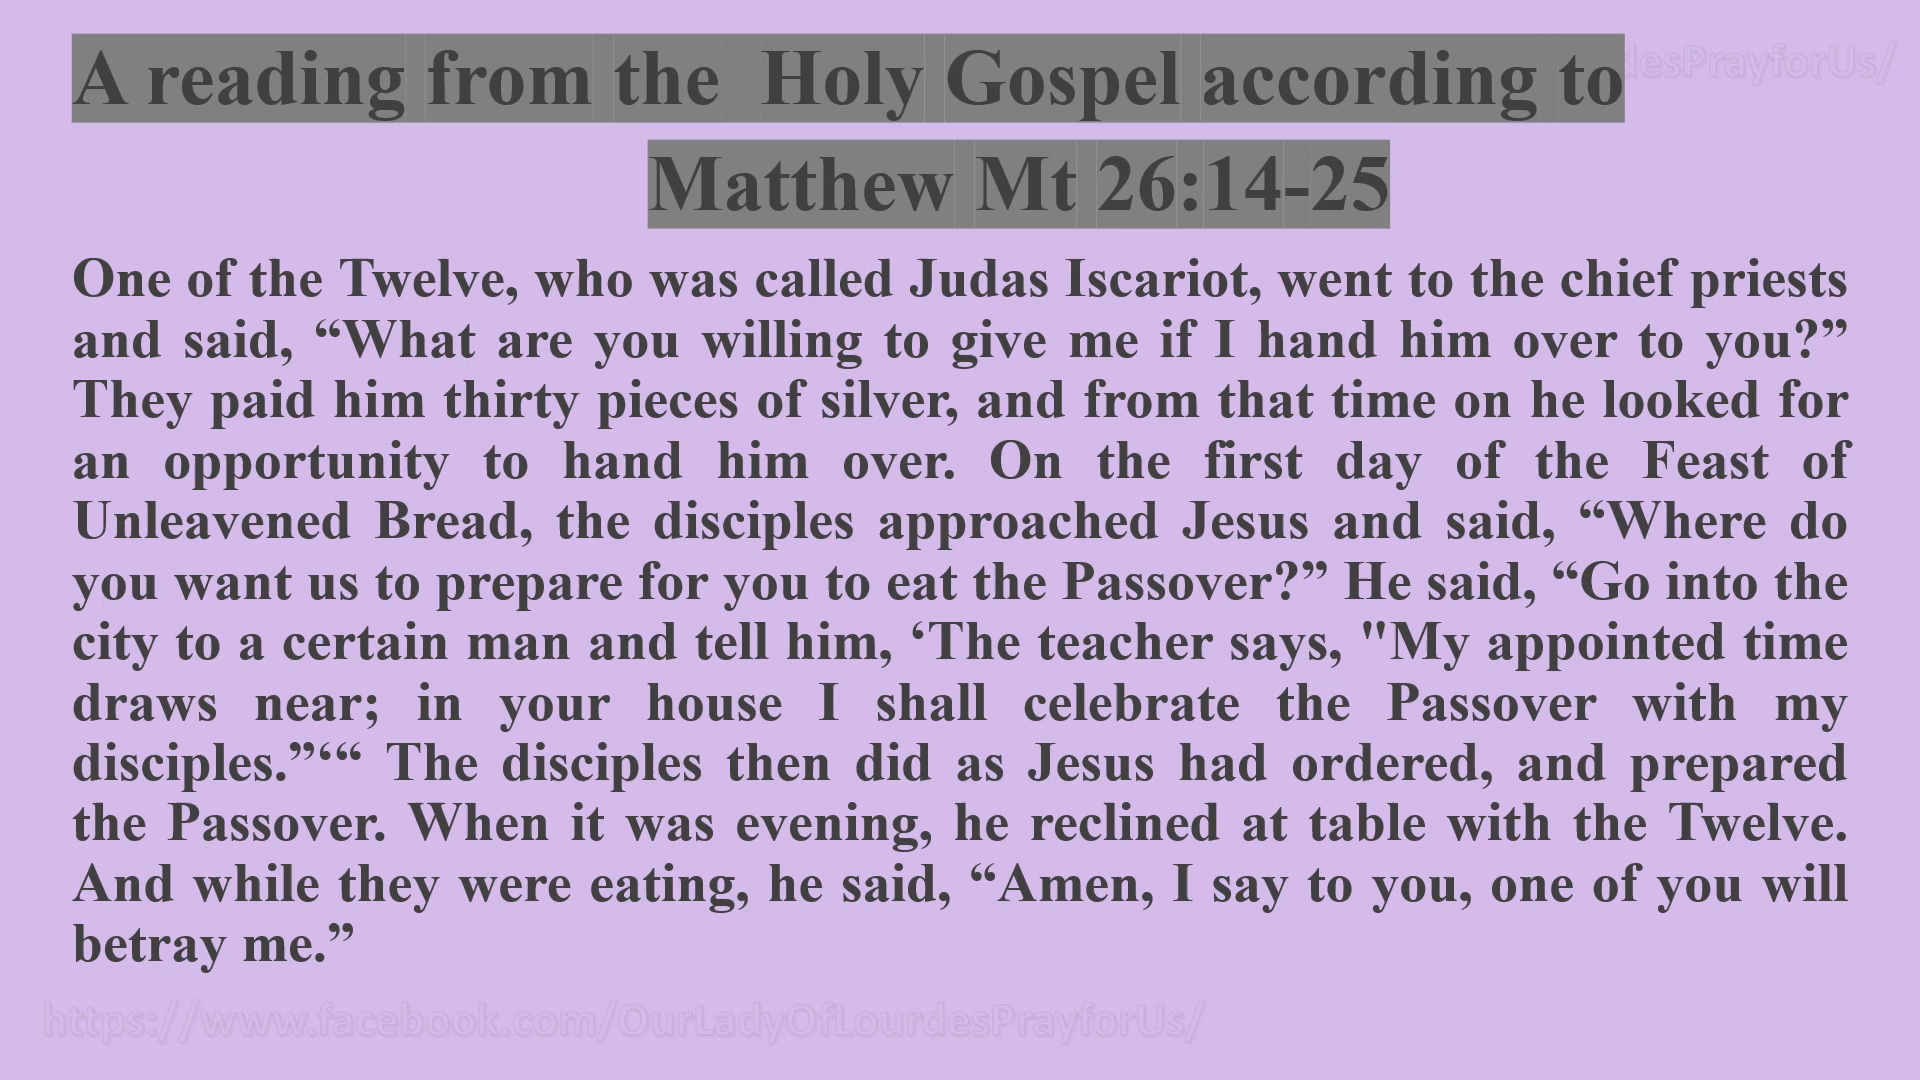 desPrayforUs/
A reading from the  Holy Gospel according to
Matthew Mt 26:14-25
One of the Twelve, who was called Judas Iscariot, went to the chief priests
and said, “What are you willing to give me if I hand him over to you?”
They paid him thirty pieces of silver, and from that time on he looked for
an opportunity to hand him over. On the first day of the Feast of
Unleavened Bread, the disciples approached Jesus and said, “Where do
you want us to prepare for you to eat the Passover?” He said, “Go into the
city to a certain man and tell him, ‘The teacher says, "My appointed time
draws near; in your house I shall celebrate the Passover with my
disciples.”‘“ The disciples then did as Jesus had ordered, and prepared
the Passover. When it was evening, he reclined at table with the Twelve.
And while they were eating, he said, “Amen, I say to you, one of you will
betray me.”
https://www.facebook.com/OurLadyOfLourdesPrayforUs/